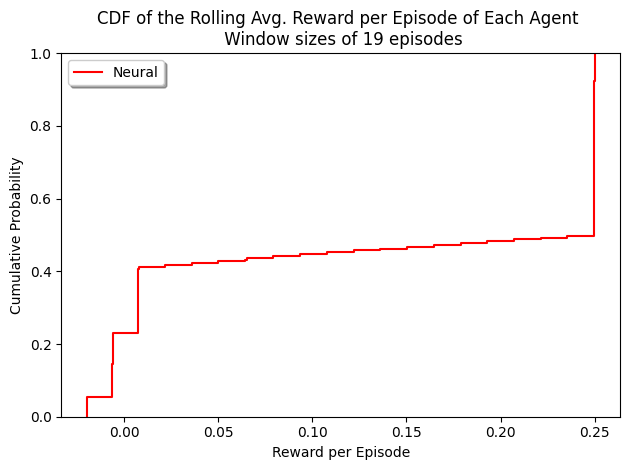 CDF of the Rolling Avg. Reward per Episode of Each Agent
Window sizes of 19 episodes
Neural
1.0
0.8
0.6
0.4
0.2
0.0
Cumulative Probability
0.00
0.05
0.10
0.15
0.20
0.25
Reward per Episode